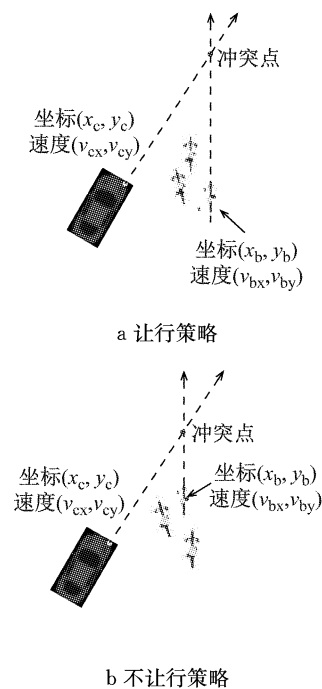 冲突点
坐标(xc, yc)
速度(vcx,vcy)
坐标(xb, yb)
速度(vbx,vby)
a 让行策略
冲突点
坐标(xc, yc)
速度(vcx,vcy)
坐标(xb, yb)
速度(vbx,vby)
b 不让行策略